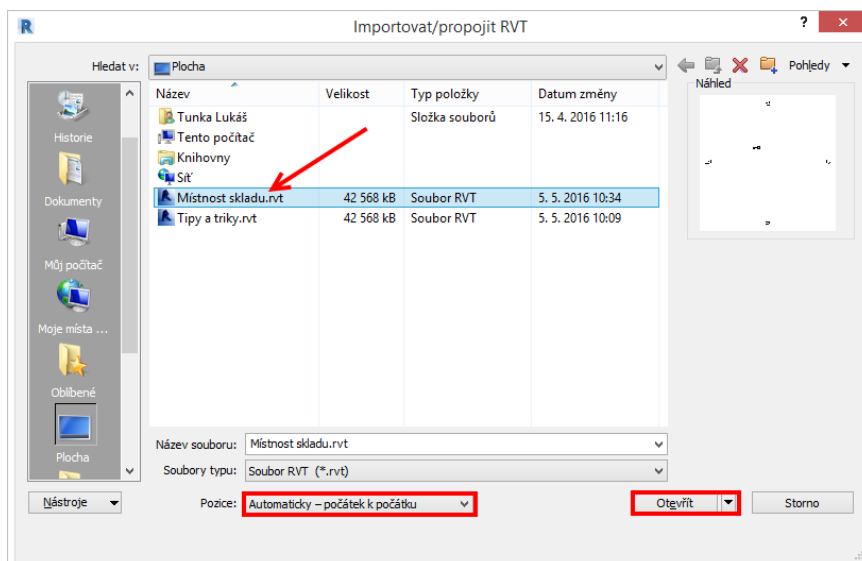 R Importovat/propojit RVT ? ×
Hledat v: Plocha Pohledy
Název Velikost Typ položky Datum změny Náhled
Tunka Lukáš Složka souborů 15. 4. 2016 11:16
Tento počítač
Knihovny
Síť
Místnost skladu.rvt 42 568 kB Soubor RVT 5. 5. 2016 10:34
Tipy a triky.rvt 42 568 kB Soubor RVT 5. 5. 2016 10:09
Historie
Dokumenty
Můj počítač
Moje místa ...
Oblíbené
Plocha
Název souboru: Místnost skladu.rvt
Soubory typu: Soubor RVT (*.rvt)
Nástroje Pozice: Automaticky – počátek k počátku Otevřít Storno